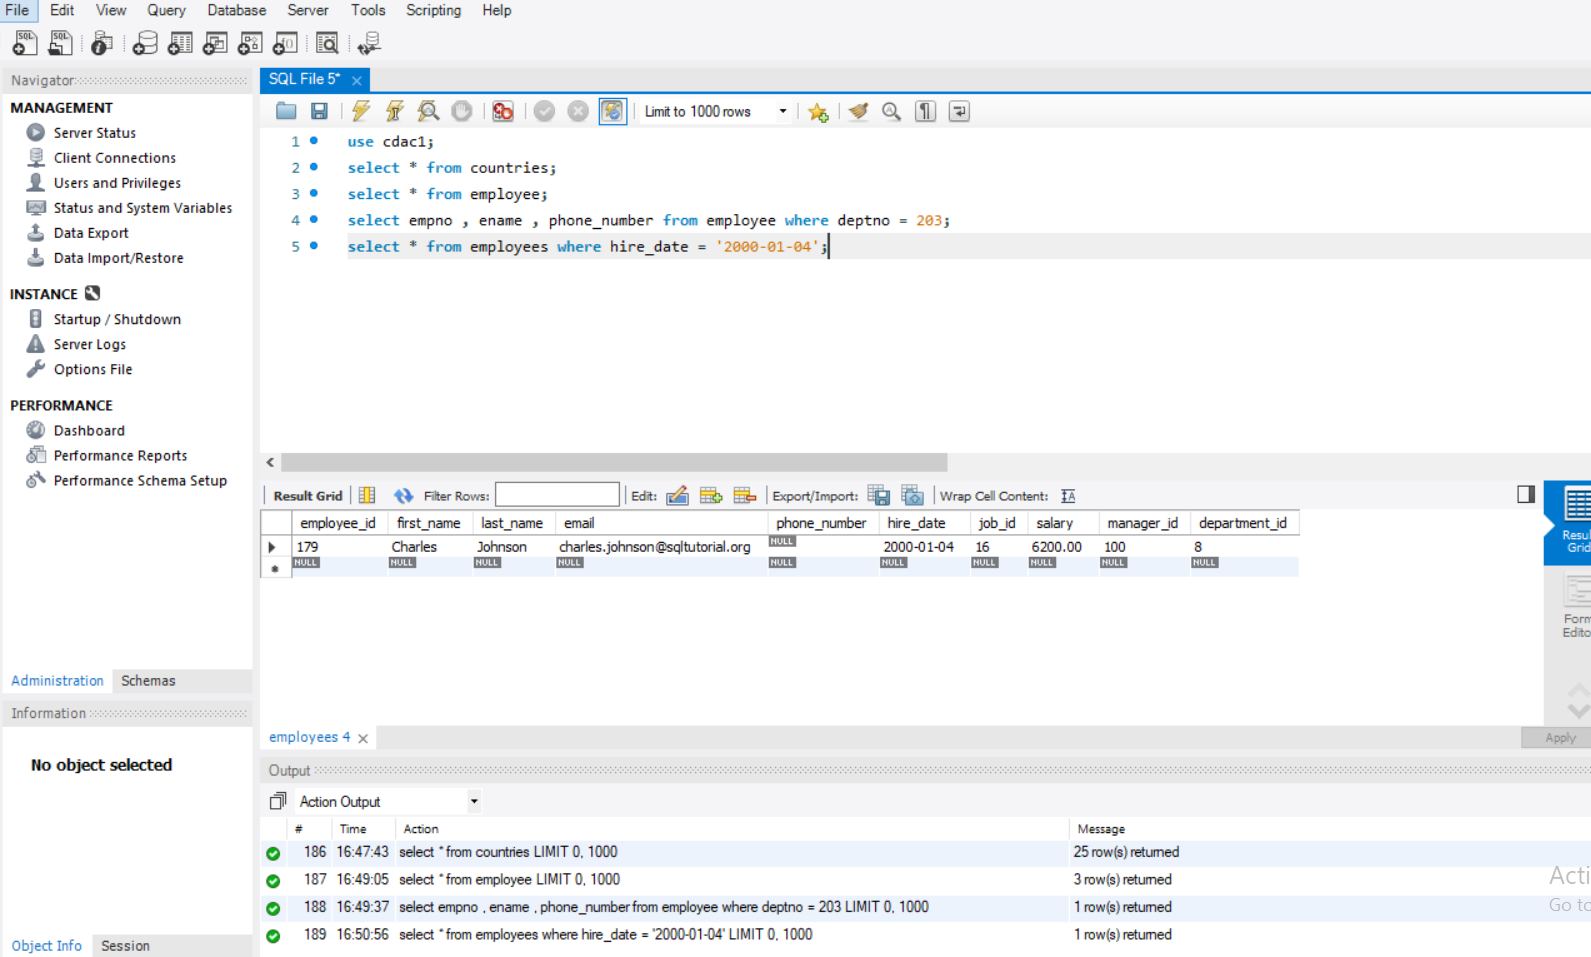 File Edit View Query Database Server Tools Scripting Help
SQL SQL
Navigator
SQL File 5*
MANAGEMENT
Server Status
Client Connections
Users and Privileges
Status and System Variables
Data Export
Data Import/Restore
INSTANCE
Startup / Shutdown
Server Logs
Options File
PERFORMANCE
Dashboard
Performance Reports
Performance Schema Setup
Administration Schemas
Information
No object selected
Object Info Session
Limit to 1000 rows
1 use cdac1;
2 select * from countries;
3 select * from employee;
4 select empno , ename , phone_number from employee where deptno = 203;
5 select * from employees where hire_date = '2000-01-04';
Result Grid Filter Rows: Edit: Export/Import: Wrap Cell Content:
employee_id first_name last_name email phone_number hire_date job_id salary manager_id department_id
179 Charles Johnson charles.johnson@sqltutorial.org NULL 2000-01-04 16 6200.00 100 8
NULL NULL NULL NULL NULL NULL NULL NULL NULL NULL
Resul
Grid
Form
Edito
employees 4
Apply
Output
Action Output
# Time Action Message
186 16:47:43 select * from countries LIMIT 0, 1000 25 row(s) returned
187 16:49:05 select * from employee LIMIT 0, 1000 3 row(s) returned
188 16:49:37 select empno , ename , phone_number from employee where deptno = 203 LIMIT 0, 1000 1 row(s) returned
189 16:50:56 select * from employees where hire_date = '2000-01-04' LIMIT 0, 1000 1 row(s) returned
Acti
Go to